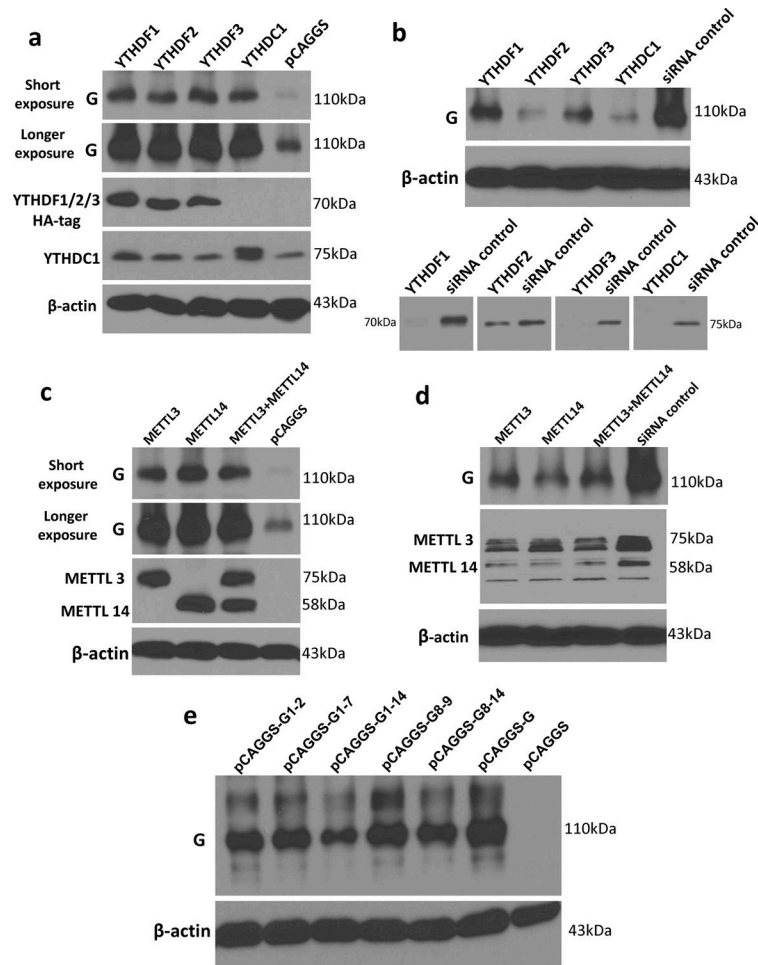 a
YTHDF1 YTHDF2 YTHDF3 YTHDC1 pCAGGS
Short exposure G 110kDa
Longer exposure G 110kDa
YTHDF1/2/3 HA-tag 70kDa
YTHDC1 75kDa
β-actin 43kDa
b
YTHDF1 YTHDF2 YTHDF3 YTHDC1 siRNA control
G 110kDa
β-actin 43kDa
YTHDF1 siRNA control YTHDF2 siRNA control YTHDF3 siRNA control YTHDC1 siRNA control
70kDa 75kDa
c
METTL3 METTL14 METTL3+METTL14 pCAGGS
Short exposure G 110kDa
Longer exposure G 110kDa
METTL 3 75kDa
METTL 14 58kDa
β-actin 43kDa
d
METTL3 METTL14 METTL3+METTL14 SiRNA control
G 110kDa
METTL 3 75kDa
METTL 14 58kDa
β-actin 43kDa
e
pCAGGS-G1-2 pCAGGS-G1-7 pCAGGS-G1-14 pCAGGS-G8-9 pCAGGS-G8-14 pCAGGS-G pCAGGS
G 110kDa
β-actin 43kDa